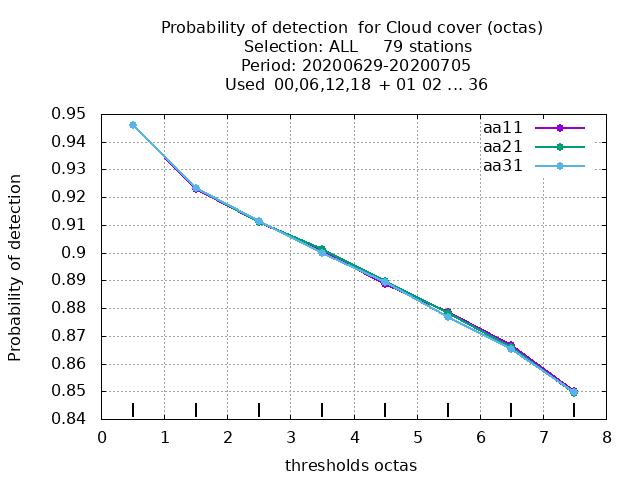 Probability of detection  for Cloud cover (octas)
Selection: ALL     79 stations
Period: 20200629-20200705
Used  00,06,12,18 + 01 02 ... 36
aa11
aa21
aa31
Probability of detection
0.95
0.94
0.93
0.92
0.91
0.9
0.89
0.88
0.87
0.86
0.85
0.84
0 1 2 3 4 5 6 7 8
thresholds octas